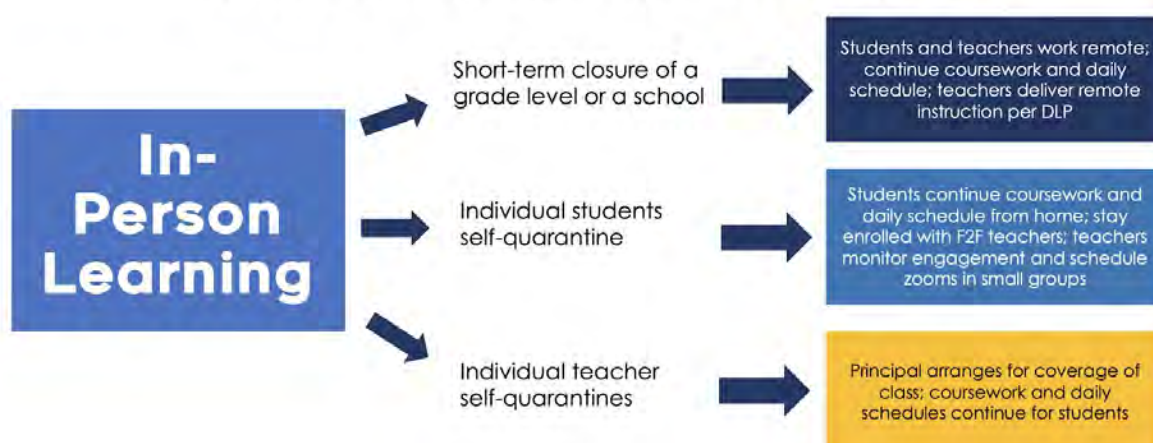 In-
Person
Learning
Short-term closure of a
grade level or a school
Students and teachers work remote;
continue coursework and daily
schedule; teachers deliver remote
instruction per DLP
Individual students
self-quarantine
Students continue coursework and
daily schedule from home; stay
enrolled with F2F teachers; teachers
monitor engagement and schedule
zooms in small groups
Individual teacher
self-quarantines
Principal arranges for coverage of
class; coursework and daily
schedules continue for students